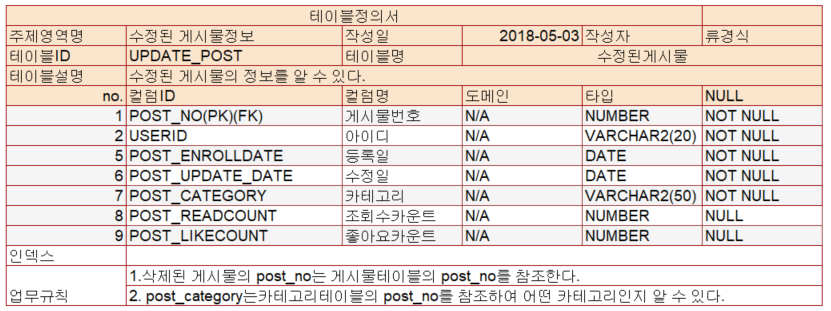 테이블정의서
주제영역명 수정된 게시물정보 작성일 2018-05-03 작성자 류경식
테이블ID UPDATE_POST 테이블명 수정된게시물
테이블설명 수정된 게시물의 정보를 알 수 있다.
no. 컬럼ID 컬럼명 도메인 타입 NULL
1 POST_NO(PK)(FK) 게시물번호 N/A NUMBER NOT NULL
2 USERID 아이디 N/A VARCHAR2(20) NOT NULL
5 POST_ENROLLDATE 등록일 N/A DATE NOT NULL
6 POST_UPDATE_DATE 수정일 N/A DATE NOT NULL
7 POST_CATEGORY 카테고리 N/A VARCHAR2(50) NOT NULL
8 POST_READCOUNT 조회수카운트 N/A NUMBER NULL
9 POST_LIKECOUNT 좋아요카운트 N/A NUMBER NULL
인덱스
업무규칙 1.삭제된 게시물의 post_no는 게시물테이블의 post_no를 참조한다.
2. post_category는카테고리테이블의 post_no를 참조하여 어떤 카테고리인지 알 수 있다.